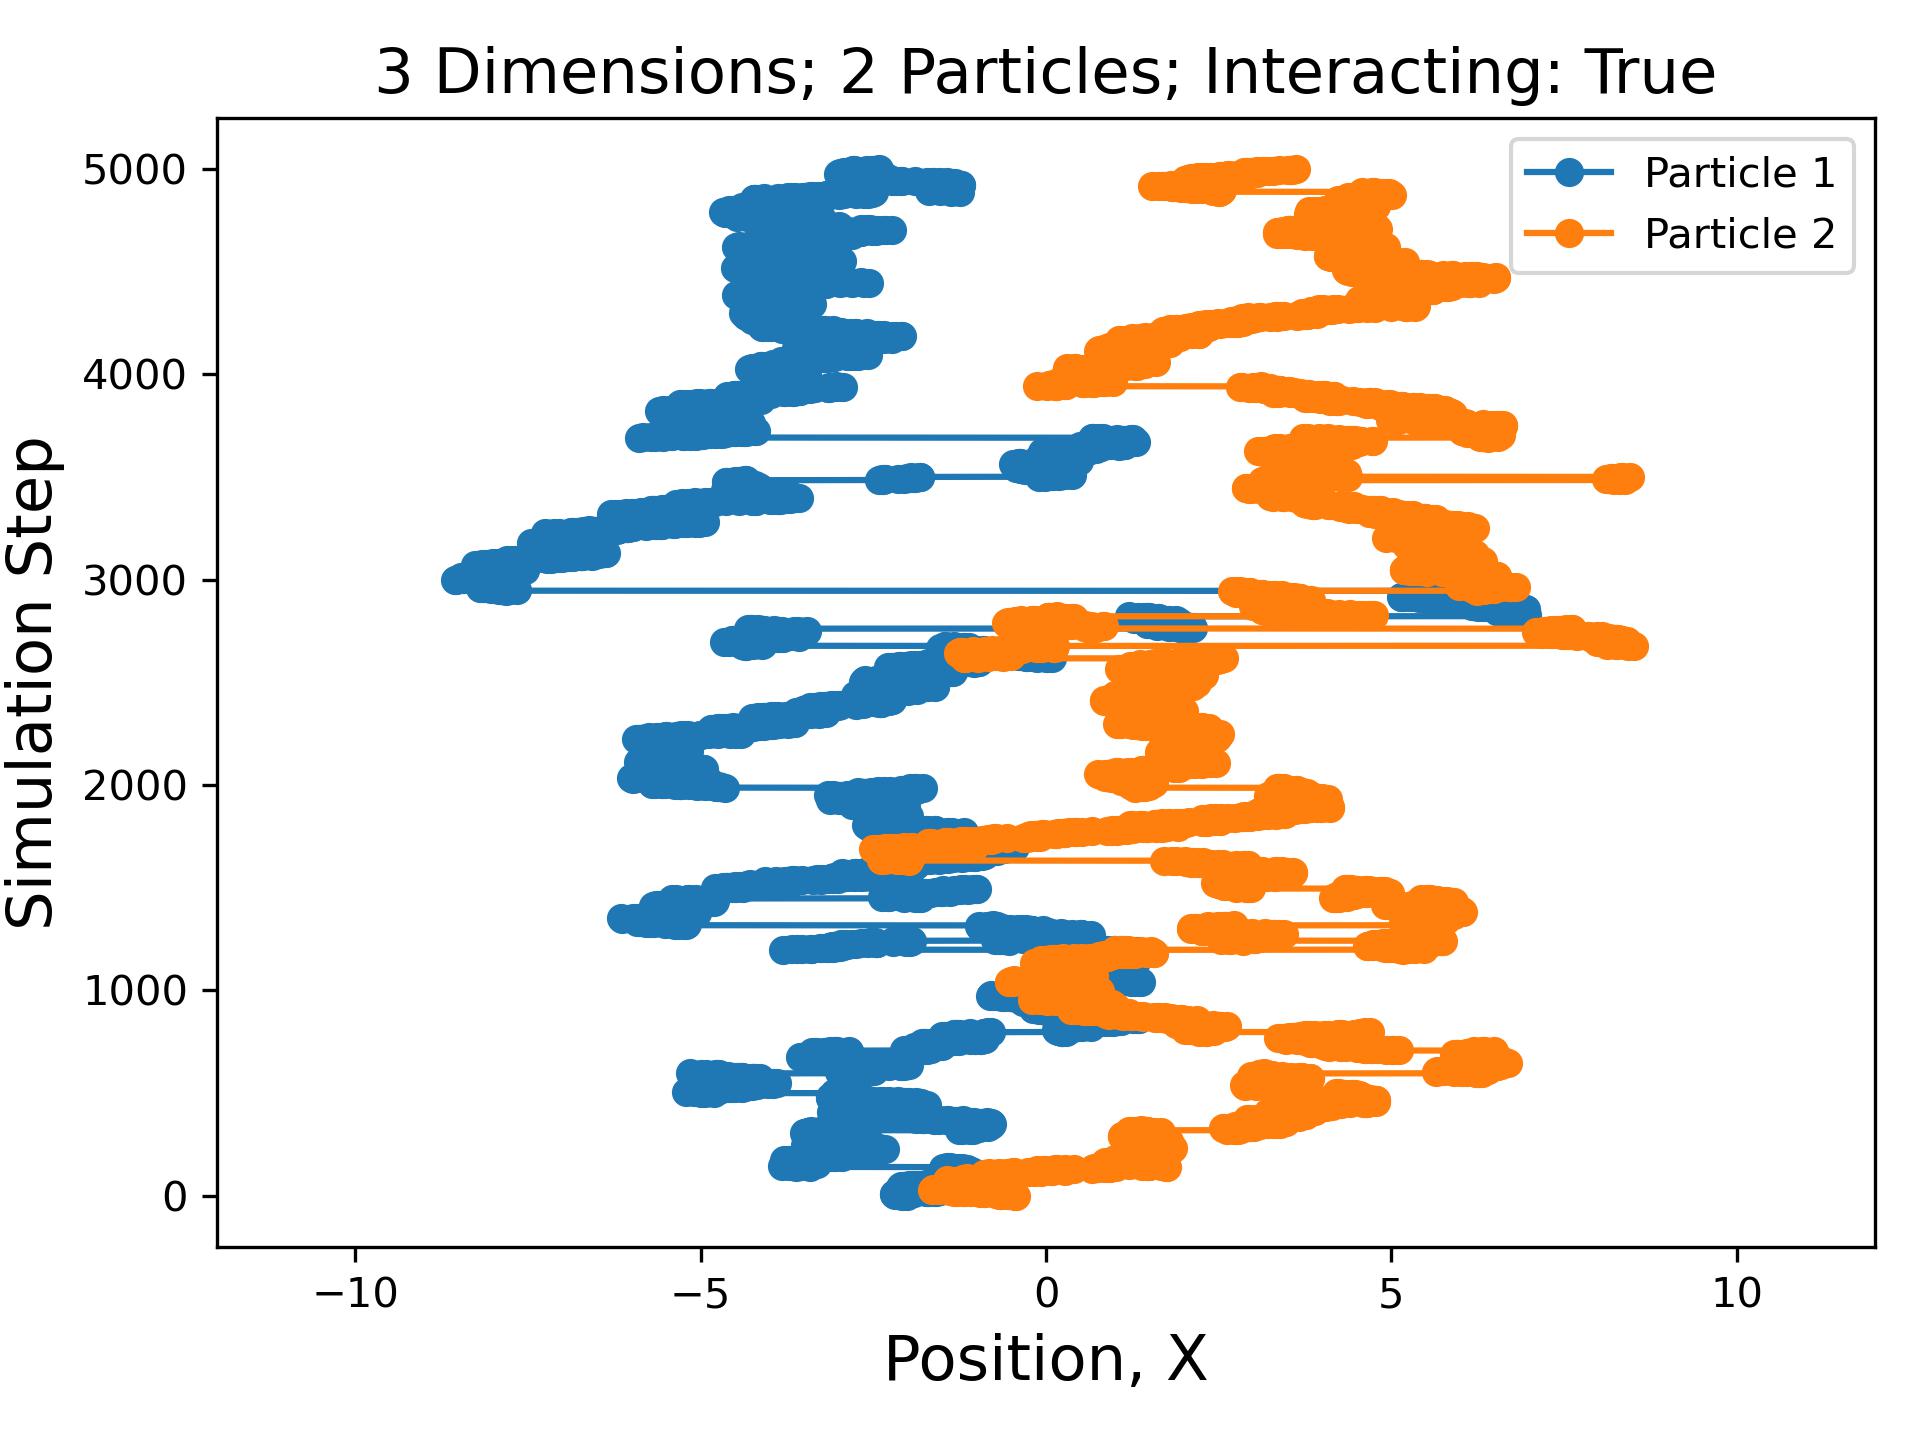 3 Dimensions; 2 Particles; Interacting: True
Particle 1
Particle 2
5000
4000
3000
2000
1000
0
Simulation Step
−10
−5
0
5
10
Position, X